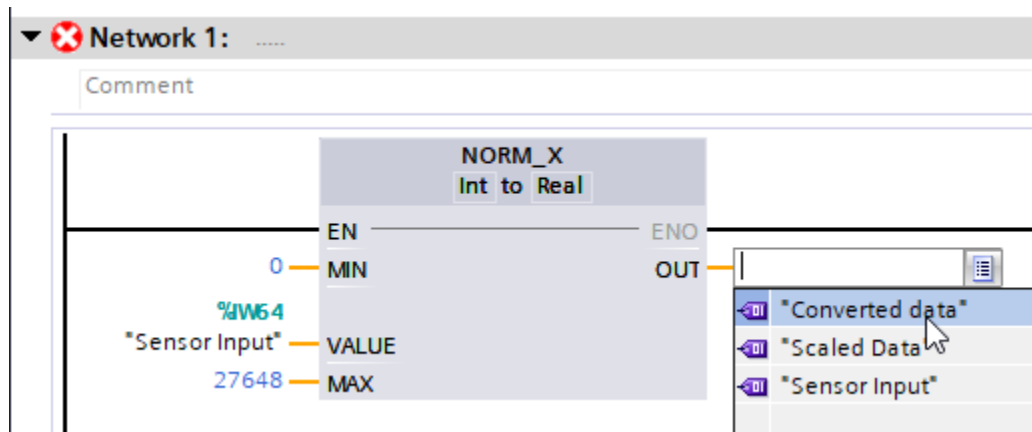 Network 1: .....
Comment
NORM_X
Int to Real
EN ENO
0 MIN OUT
%IW64
"Converted data"
"Sensor Input" VALUE
"Scaled Data"
27648 MAX
"Sensor Input"